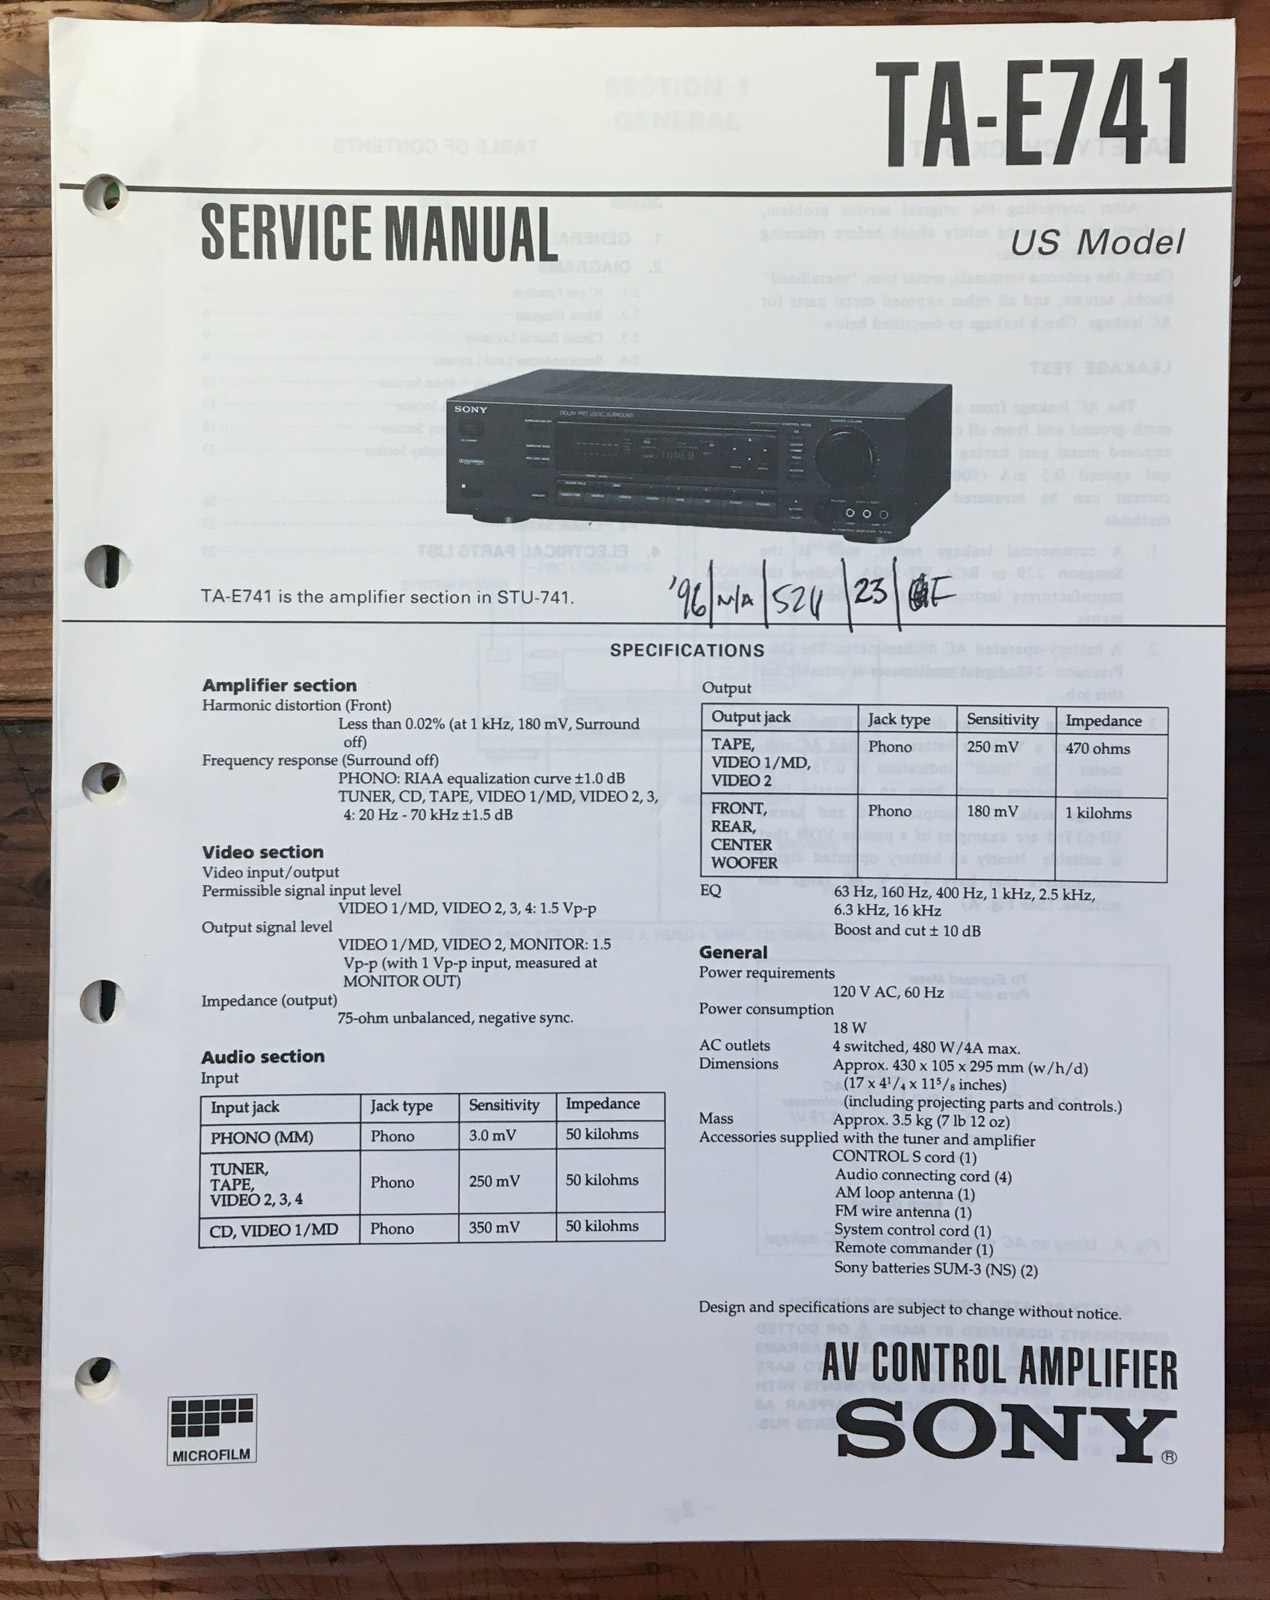 TA-E741
SERVICE MANUAL
US Model
SONY
DOLBY PRO LOGIC SURROUND
TUNER
TA-E741 is the amplifier section in STU-741.
'96 N/A 524 23
SPECIFICATIONS
Amplifier section
Harmonic distortion (Front)
Less than 0.02% (at 1 kHz, 180 mV, Surround
off)
Frequency response (Surround off)
PHONO: RIAA equalization curve ±1.0 dB
TUNER, CD, TAPE, VIDEO 1/MD, VIDEO 2, 3,
4: 20 Hz - 70 kHz ±1.5 dB
Video section
Video input/output
Permissible signal input level
VIDEO 1/MD, VIDEO 2, 3, 4: 1.5 Vp-p
Output signal level
VIDEO 1/MD, VIDEO 2, MONITOR: 1.5
Vp-p (with 1 Vp-p input, measured at
MONITOR OUT)
Impedance (output)
75-ohm unbalanced, negative sync.
Audio section
Input
Input jack Jack type Sensitivity Impedance
PHONO (MM) Phono 3.0 mV 50 kilohms
TUNER,
TAPE, Phono 250 mV 50 kilohms
VIDEO 2, 3, 4
CD, VIDEO 1/MD Phono 350 mV 50 kilohms
Output
Output jack Jack type Sensitivity Impedance
TAPE, Phono 250 mV 470 ohms
VIDEO 1/MD,
VIDEO 2
FRONT, Phono 180 mV 1 kilohms
REAR,
CENTER
WOOFER
EQ 63 Hz, 160 Hz, 400 Hz, 1 kHz, 2.5 kHz,
6.3 kHz, 16 kHz
Boost and cut ± 10 dB
General
Power requirements
120 V AC, 60 Hz
Power consumption
18 W
AC outlets 4 switched, 480 W/4A max.
Dimensions Approx. 430 x 105 x 295 mm (w/h/d)
(17 x 4¹/₄ x 11⁵/₈ inches)
(including projecting parts and controls.)
Mass Approx. 3.5 kg (7 lb 12 oz)
Accessories supplied with the tuner and amplifier
CONTROL S cord (1)
Audio connecting cord (4)
AM loop antenna (1)
FM wire antenna (1)
System control cord (1)
Remote commander (1)
Sony batteries SUM-3 (NS) (2)
Design and specifications are subject to change without notice.
AV CONTROL AMPLIFIER
SONY®
MICROFILM